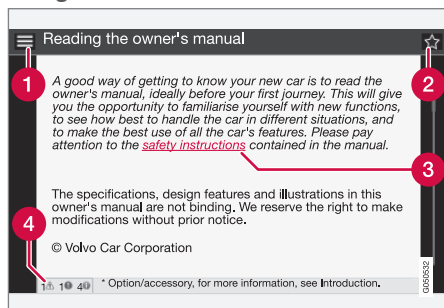 Reading the owner's manual
1
2
A good way of getting to know your new car is to read the
owner's manual, ideally before your first journey. This will give
you the opportunity to familiarise yourself with new functions,
to see how best to handle the car in different situations, and
to make the best use of all the car's features. Please pay
attention to the safety instructions contained in the manual.
3
The specifications, design features and illustrations in this
owner's manual are not binding. We reserve the right to make
modifications without prior notice.
4
© Volvo Car Corporation
1 1 4 * Option/accessory, for more information, see Introduction.
G050532